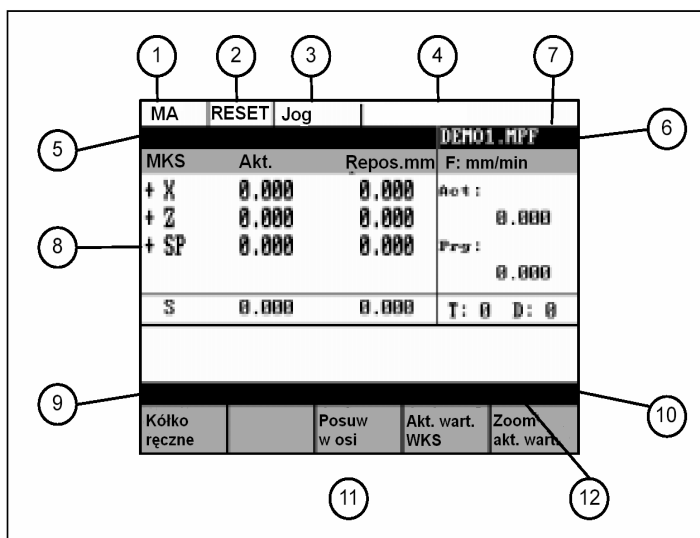 1 2 3 4 7
MA RESET Jog
5 DEMO1.MPF 6
MKS Akt. Repos.mm F: mm/min
+ X 0.000 0.000 Act:
+ Z 0.000 0.000 0.000
8 + SP 0.000 0.000 Prg:
0.000
S 0.000 0.000 T: 0 D: 0
9 10
Kółko ręczne Posuw w osi Akt. wart. WKS Zoom akt. wart.
11 12